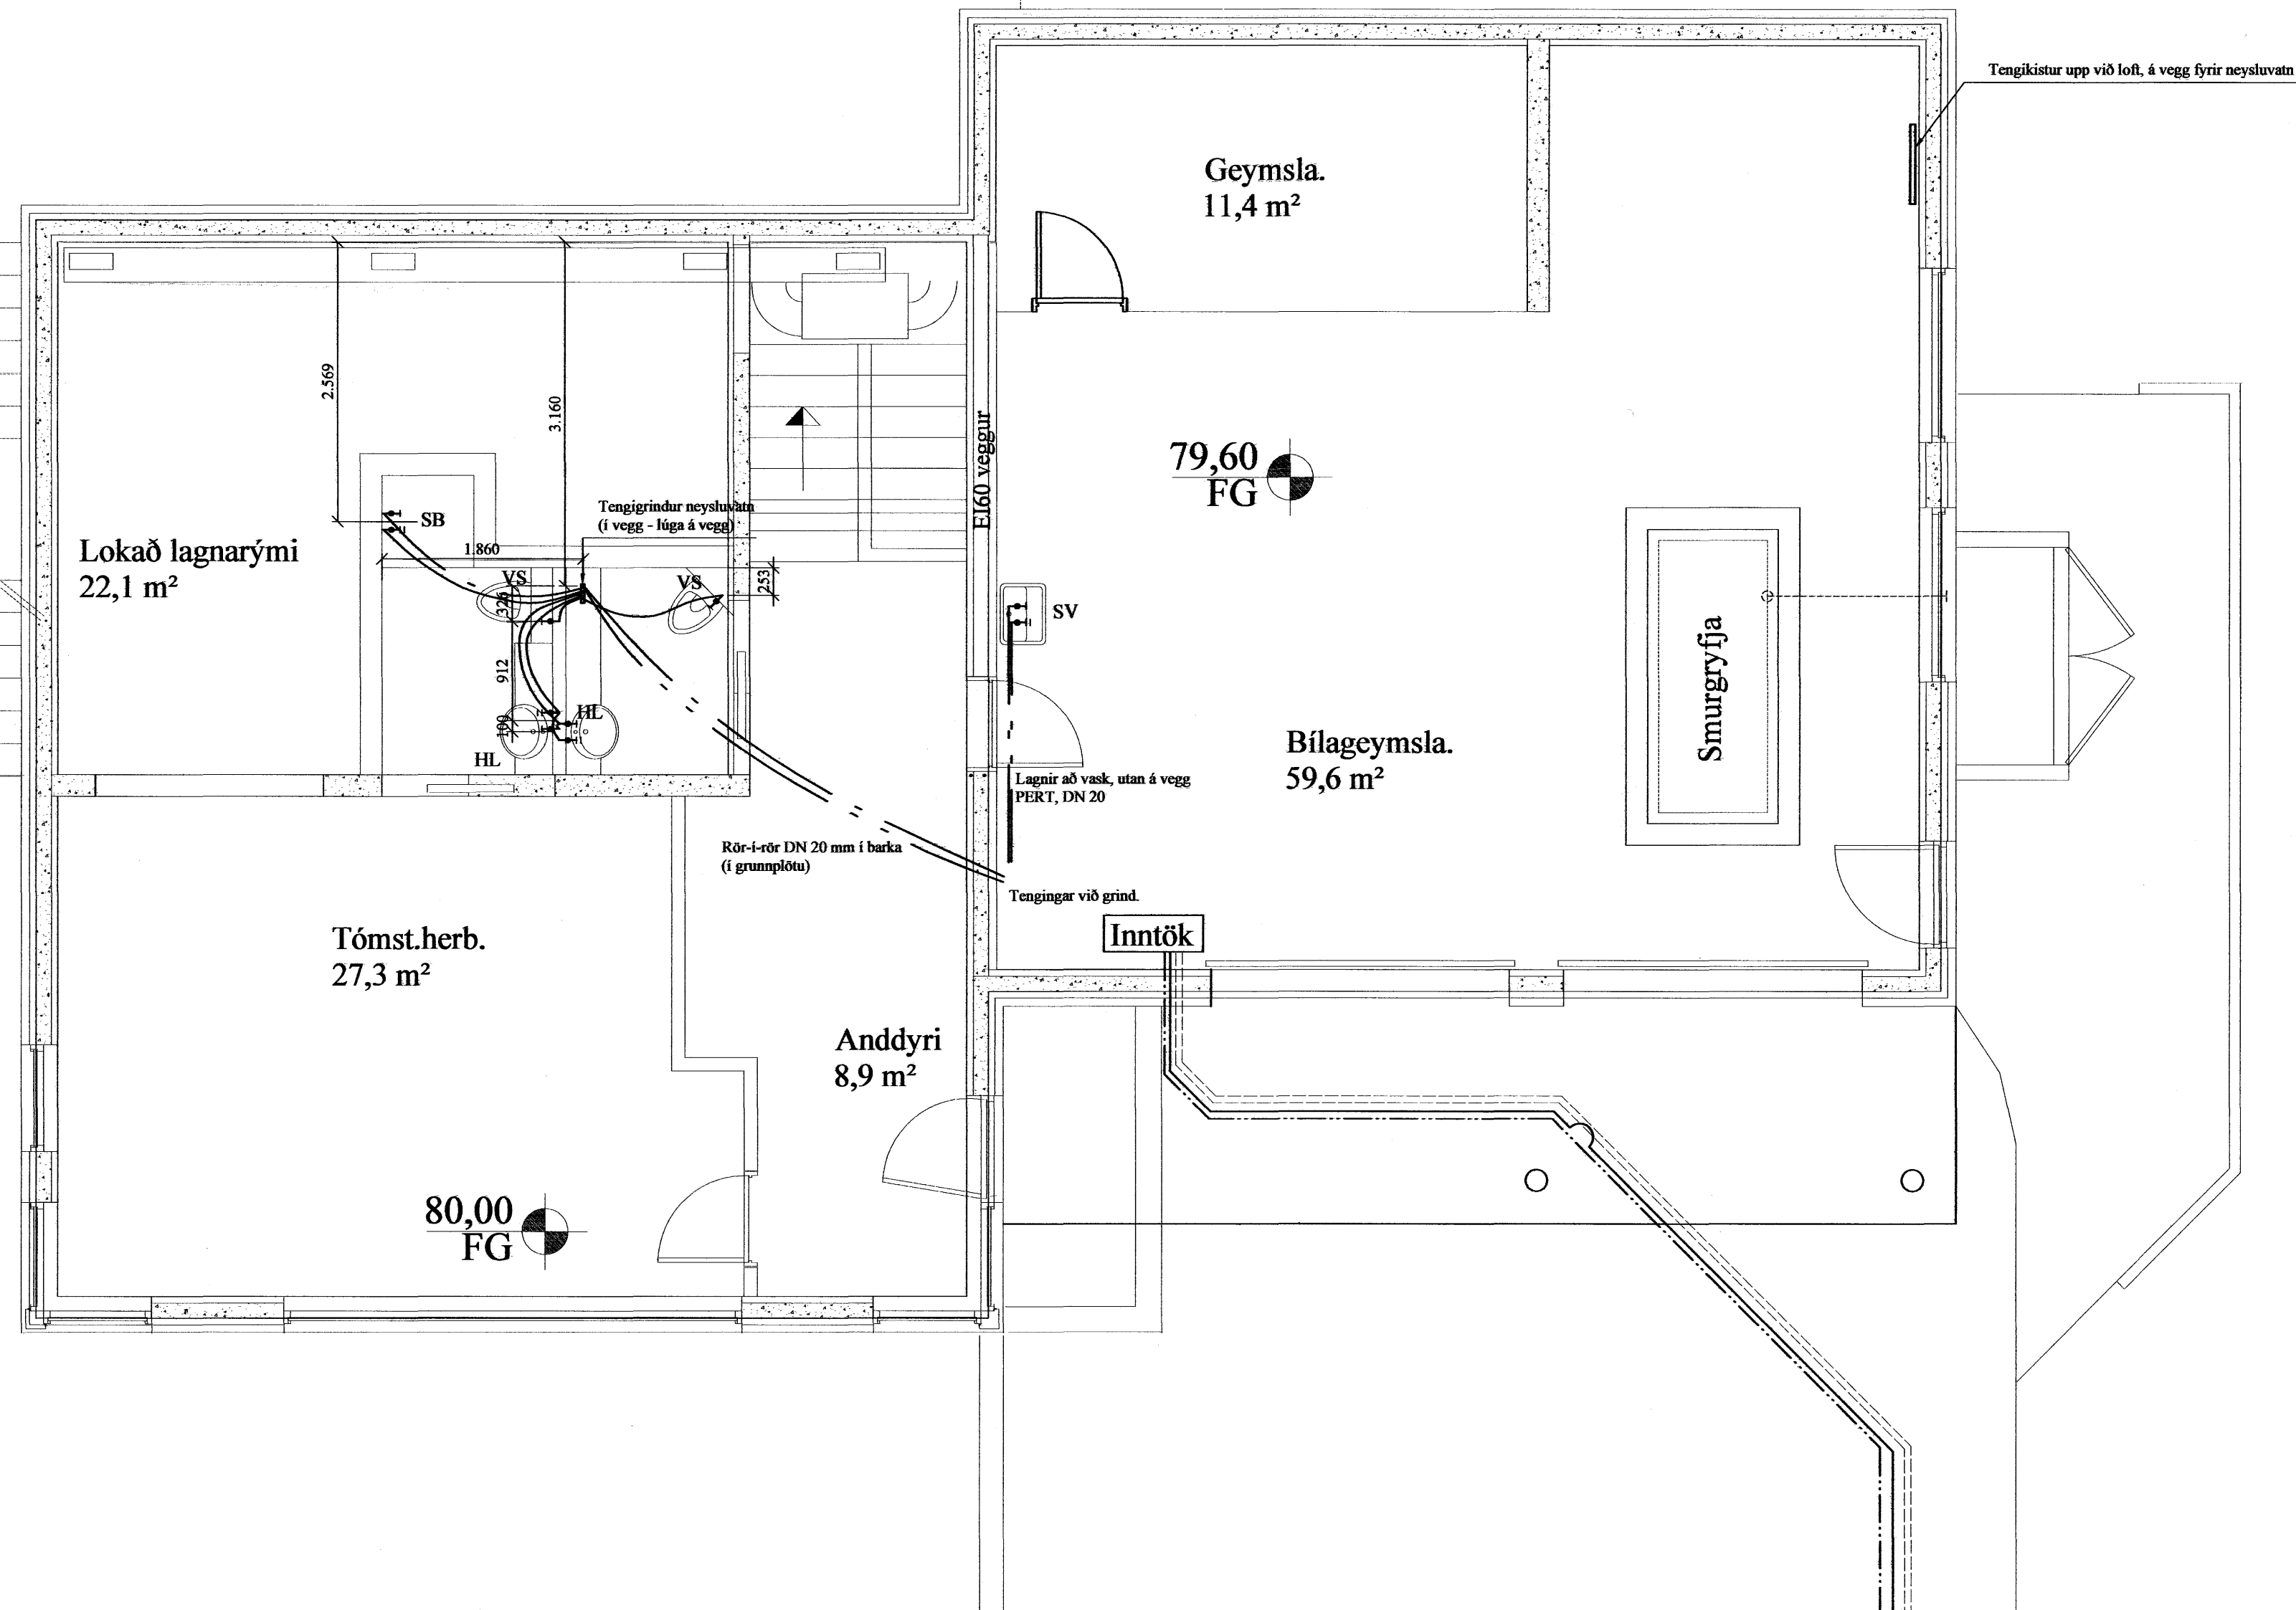 Tengikistur upp við loft, á vegg fyrir neysluvatn
Geymsla.
11,4 m²
2.569
3.160
EI60 veggur
79,60
FG
Tengigrindur neysluvatn
(í vegg - lúga á vegg)
SB
1.860
Lokað lagnarými
22,1 m²
VS
VS
326
253
SV
912
HL
100
HL
Smurgryfja
Bílageymsla.
59,6 m²
Lagnir að vask, utan á vegg
PERT, DN 20
Rör-í-rör DN 20 mm í barka
(í grunnplötu)
Tengingar við grind.
Inntök
Tómst.herb.
27,3 m²
Anddyri
8,9 m²
80,00
FG